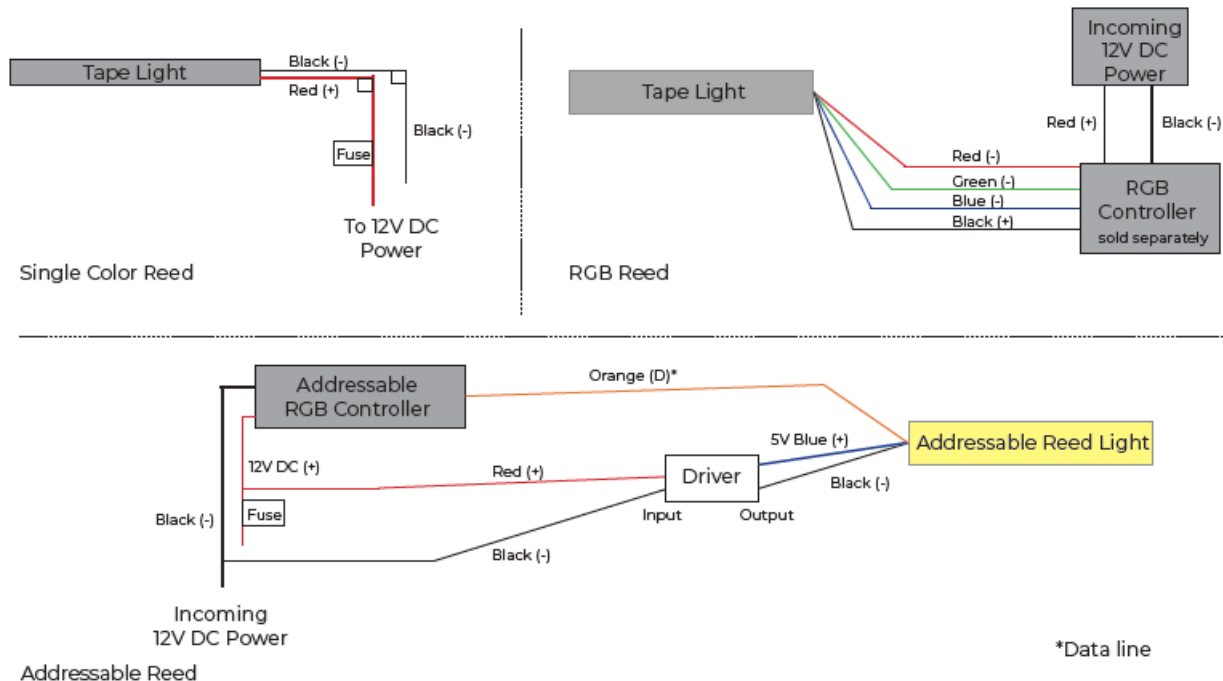 Tape Light
Black (-)
Red (+)
Black (-)
Fuse
To 12V DC
Power
Single Color Reed
Incoming
12V DC
Power
Tape Light
Red (+)
Black (-)
Red (-)
Green (-)
Blue (-)
Black (+)
RGB
Controller
sold separately
RGB Reed
Addressable
RGB Controller
Orange (D)*
5V Blue (+)
Addressable Reed Light
12V DC (+)
Red (+)
Driver
Black (-)
Black (-)
Fuse
Input
Output
Black (-)
Incoming
12V DC Power
*Data line
Addressable Reed